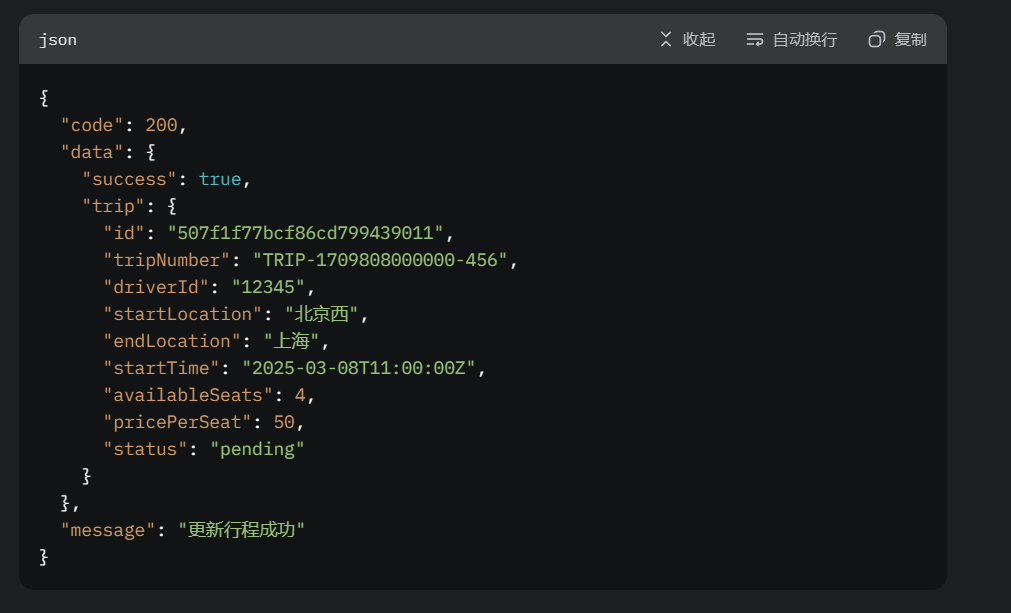 json 收起 自动换行 复制
{
  "code": 200,
  "data": {
    "success": true,
    "trip": {
      "id": "507f1f77bcf86cd799439011",
      "tripNumber": "TRIP-1709808000000-456",
      "driverId": "12345",
      "startLocation": "北京西",
      "endLocation": "上海",
      "startTime": "2025-03-08T11:00:00Z",
      "availableSeats": 4,
      "pricePerSeat": 50,
      "status": "pending"
    }
  },
  "message": "更新行程成功"
}